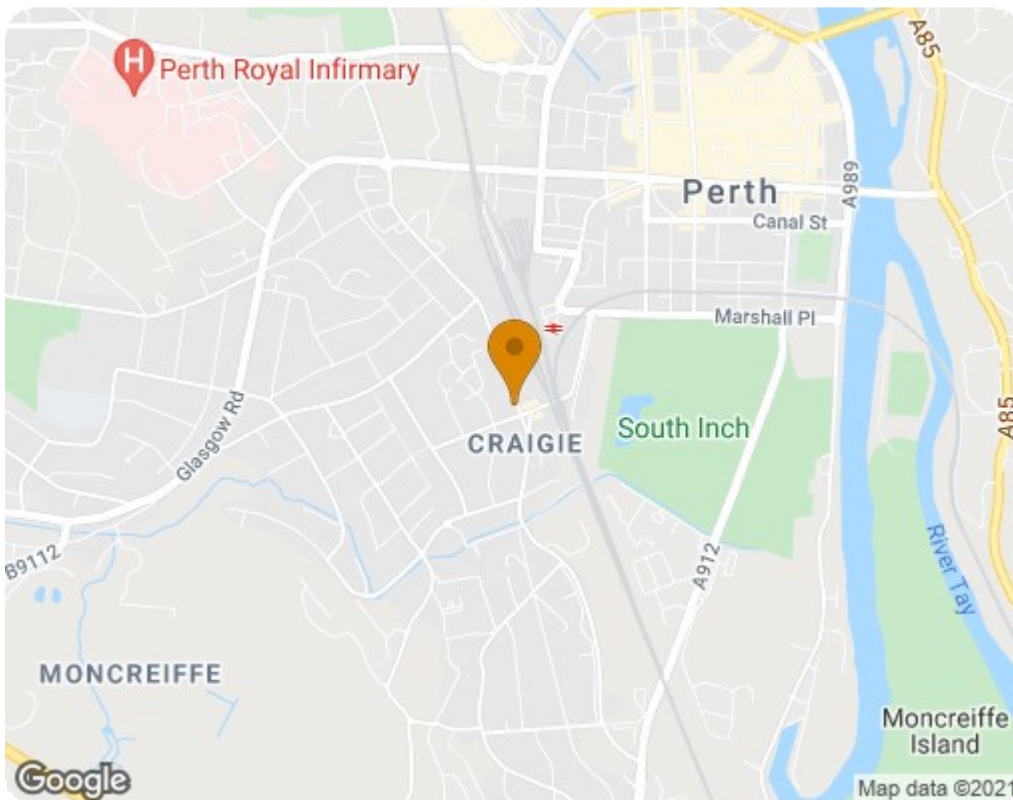 A85
H Perth Royal Infirmary
A989
Perth
Canal St
Marshall Pl
Glasgow Rd
South Inch
A85
CRAIGIE
A912
River Tay
B9112
MONCREIFFE
Moncreiffe
Island
Google
Map data ©2021